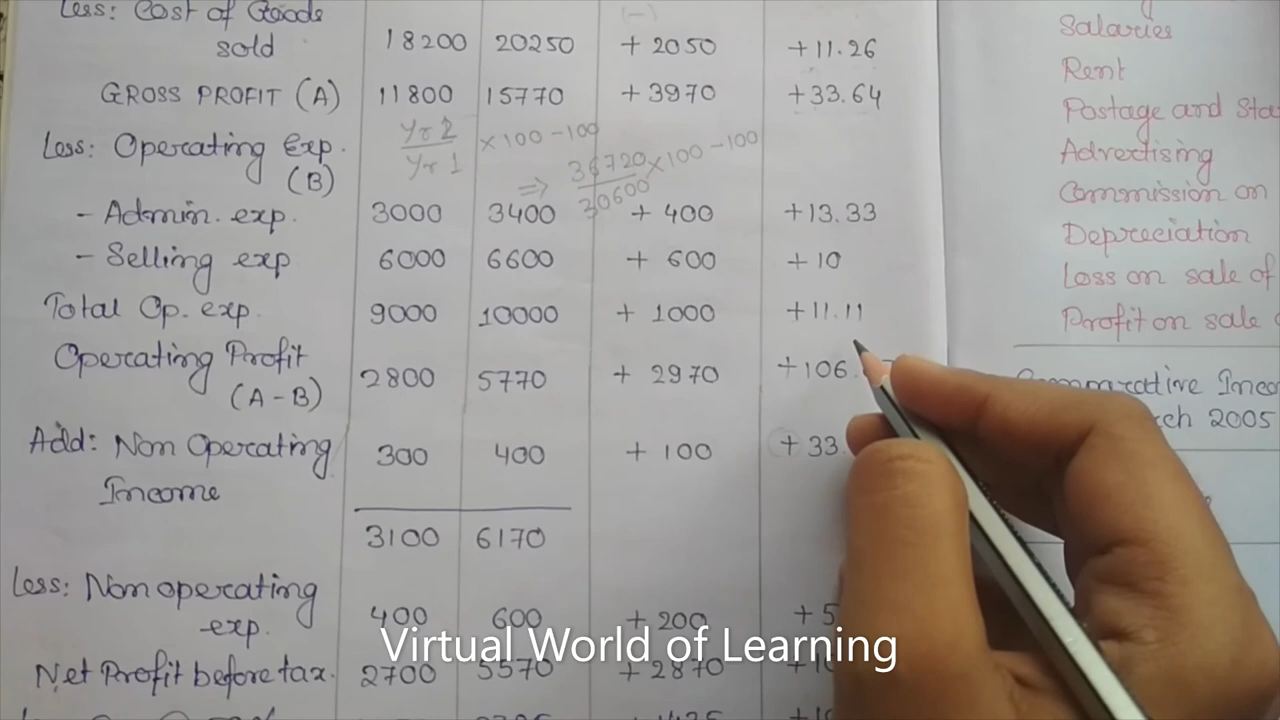 Less: Cost of Goods
sold 18200 20250 + 2050 +11.26
(-)
GROSS PROFIT (A) 11800 15770 +3970 +33.64
Less: Operating Exp.
(B)
Yr 2
Yr 1
×100-100
⇒ 36720
30600
×100-100
- Admin. exp. 3000 3400 + 400 +13.33
- Selling exp 6000 6600 + 600 +10
Total Op. exp. 9000 10000 + 1000 +11.11
Operating Profit
(A-B) 2800 5770 + 2970 +106.
Add: Non Operating
Income 300 400 + 100 +33.
3100 6170
Less: Non operating
exp. 400 600 + 200 +5
Net Profit before tax. 2700 5570 +2870
Salaries
Rent
Postage and Sta
Advertising
Commission on
Depreciation
Loss on sale of
Profit on sale
Comparative Inco
rch 2005
Virtual World of Learning